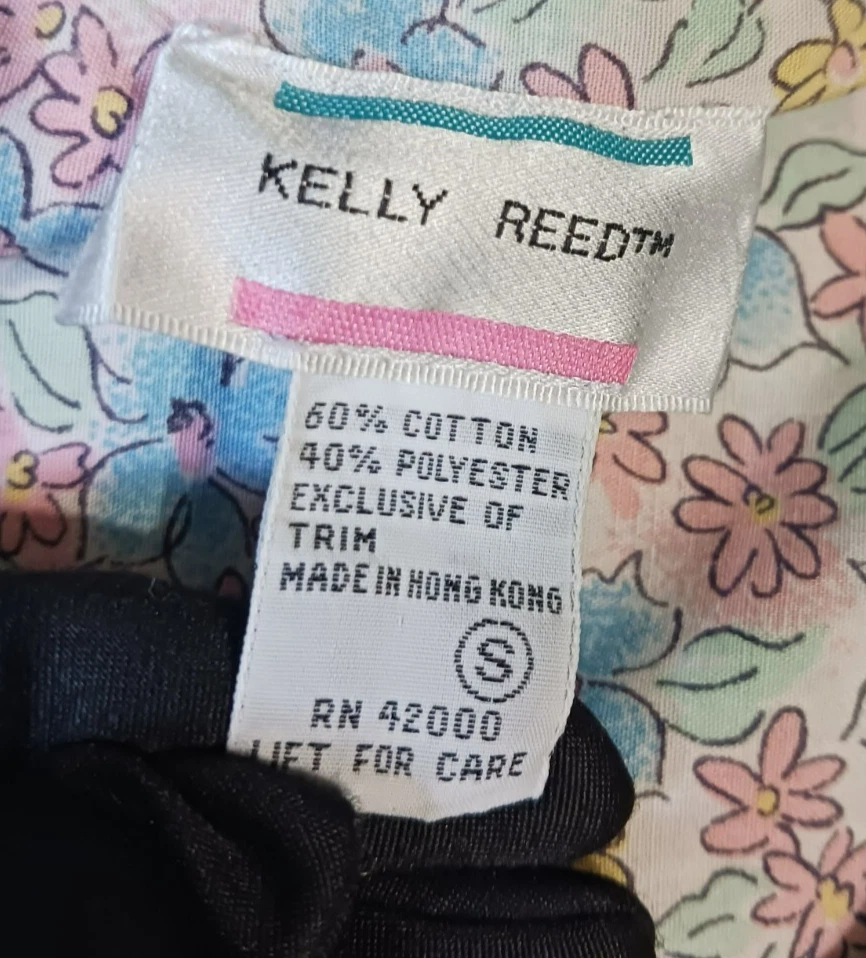 KELLY REED™
60% COTTON
40% POLYESTER
EXCLUSIVE OF
TRIM
MADE IN HONG KONG
S
RN 42000
LIFT FOR CARE